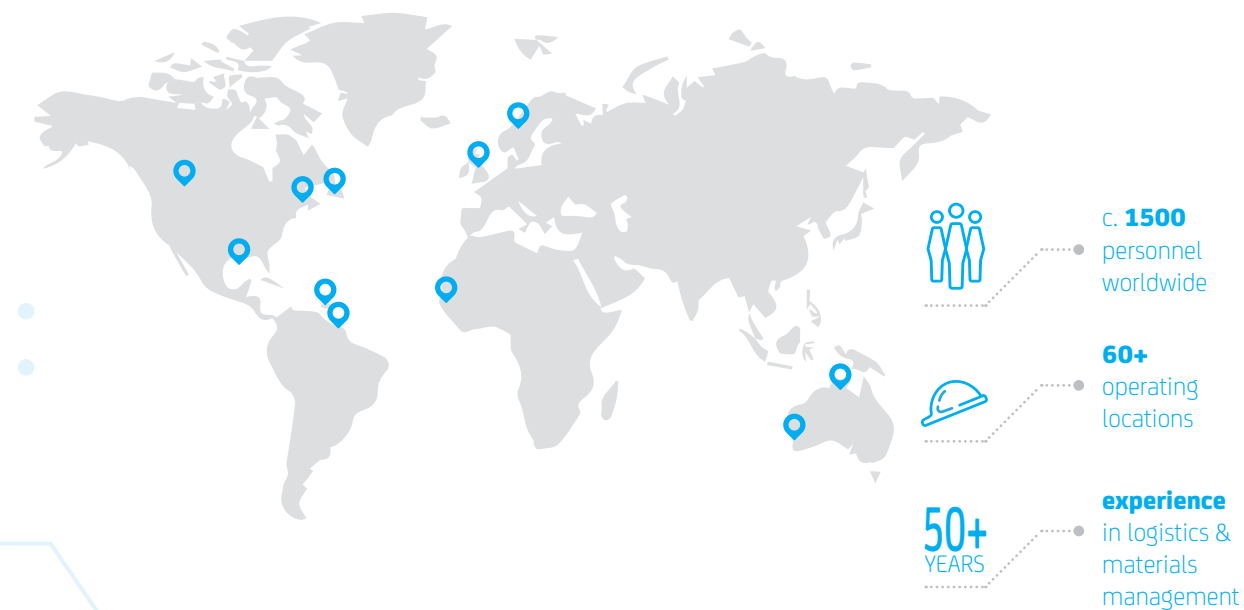 c. 1500
personnel
worldwide
60+
operating
locations
50+
YEARS
experience
in logistics &
materials
management